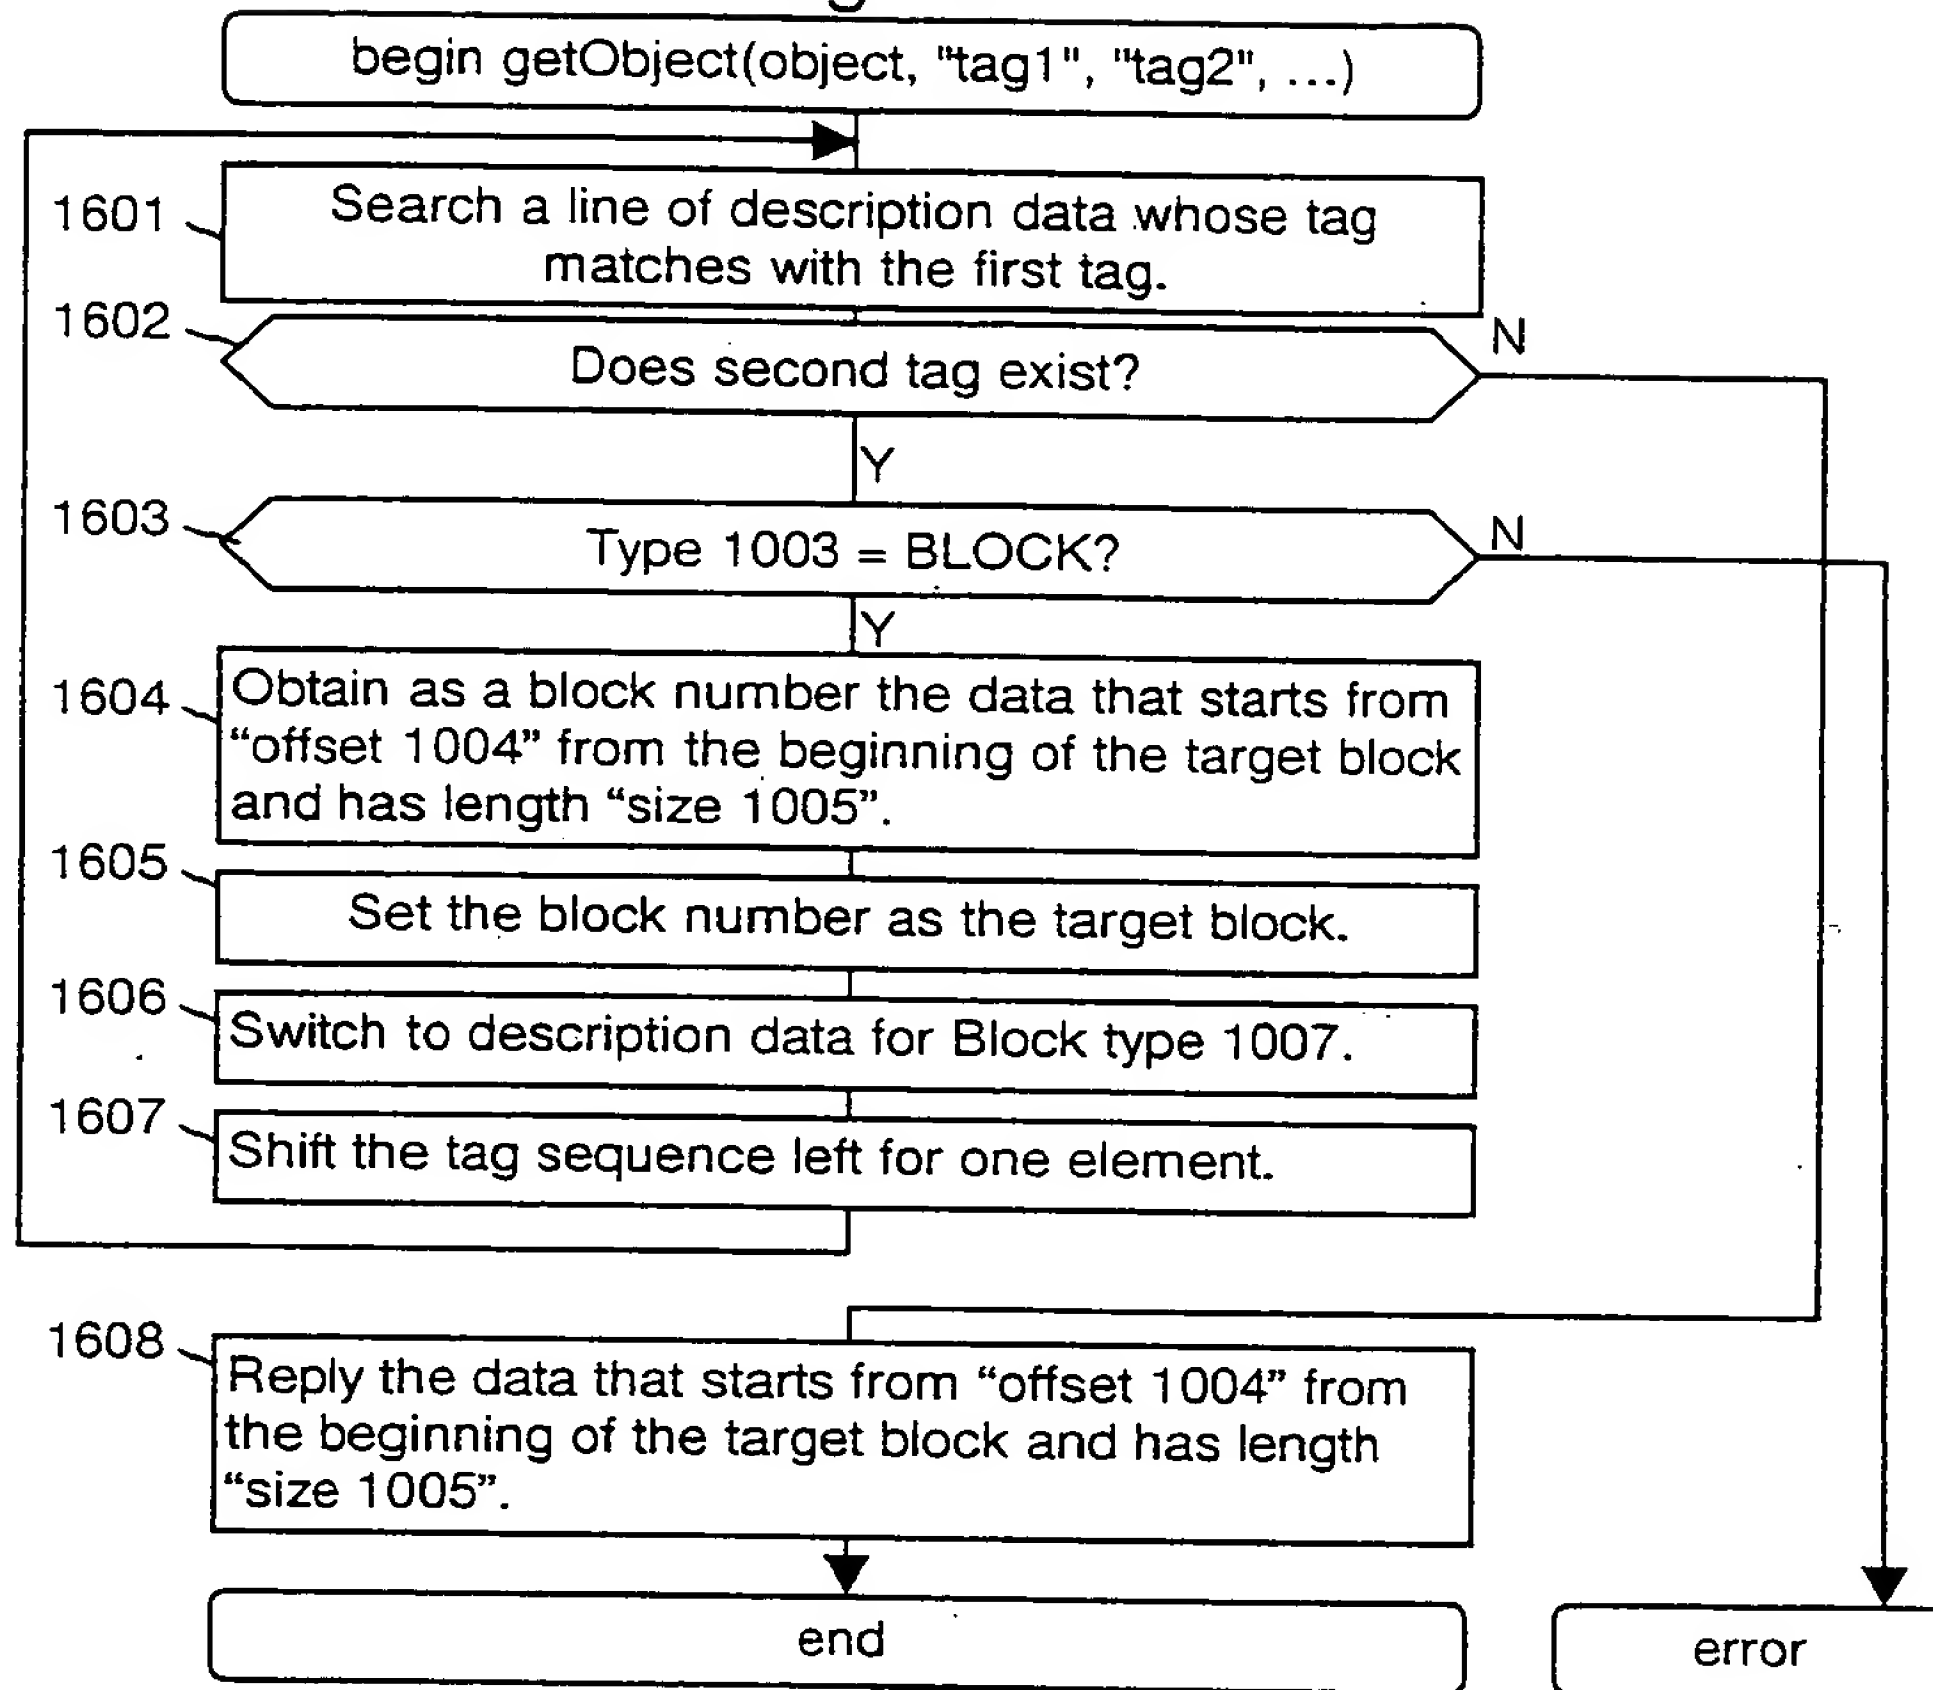 begin getObject(object, "tag1", "tag2", ...)
1601
Search a line of description data whose tag
matches with the first tag.
1602
Does second tag exist?
N
Y
1603
Type 1003 = BLOCK?
N
Y
1604
Obtain as a block number the data that starts from
“offset 1004” from the beginning of the target block
and has length “size 1005”.
1605
Set the block number as the target block.
1606
Switch to description data for Block type 1007.
1607
Shift the tag sequence left for one element.
1608
Reply the data that starts from “offset 1004” from
the beginning of the target block and has length
“size 1005”.
end
error